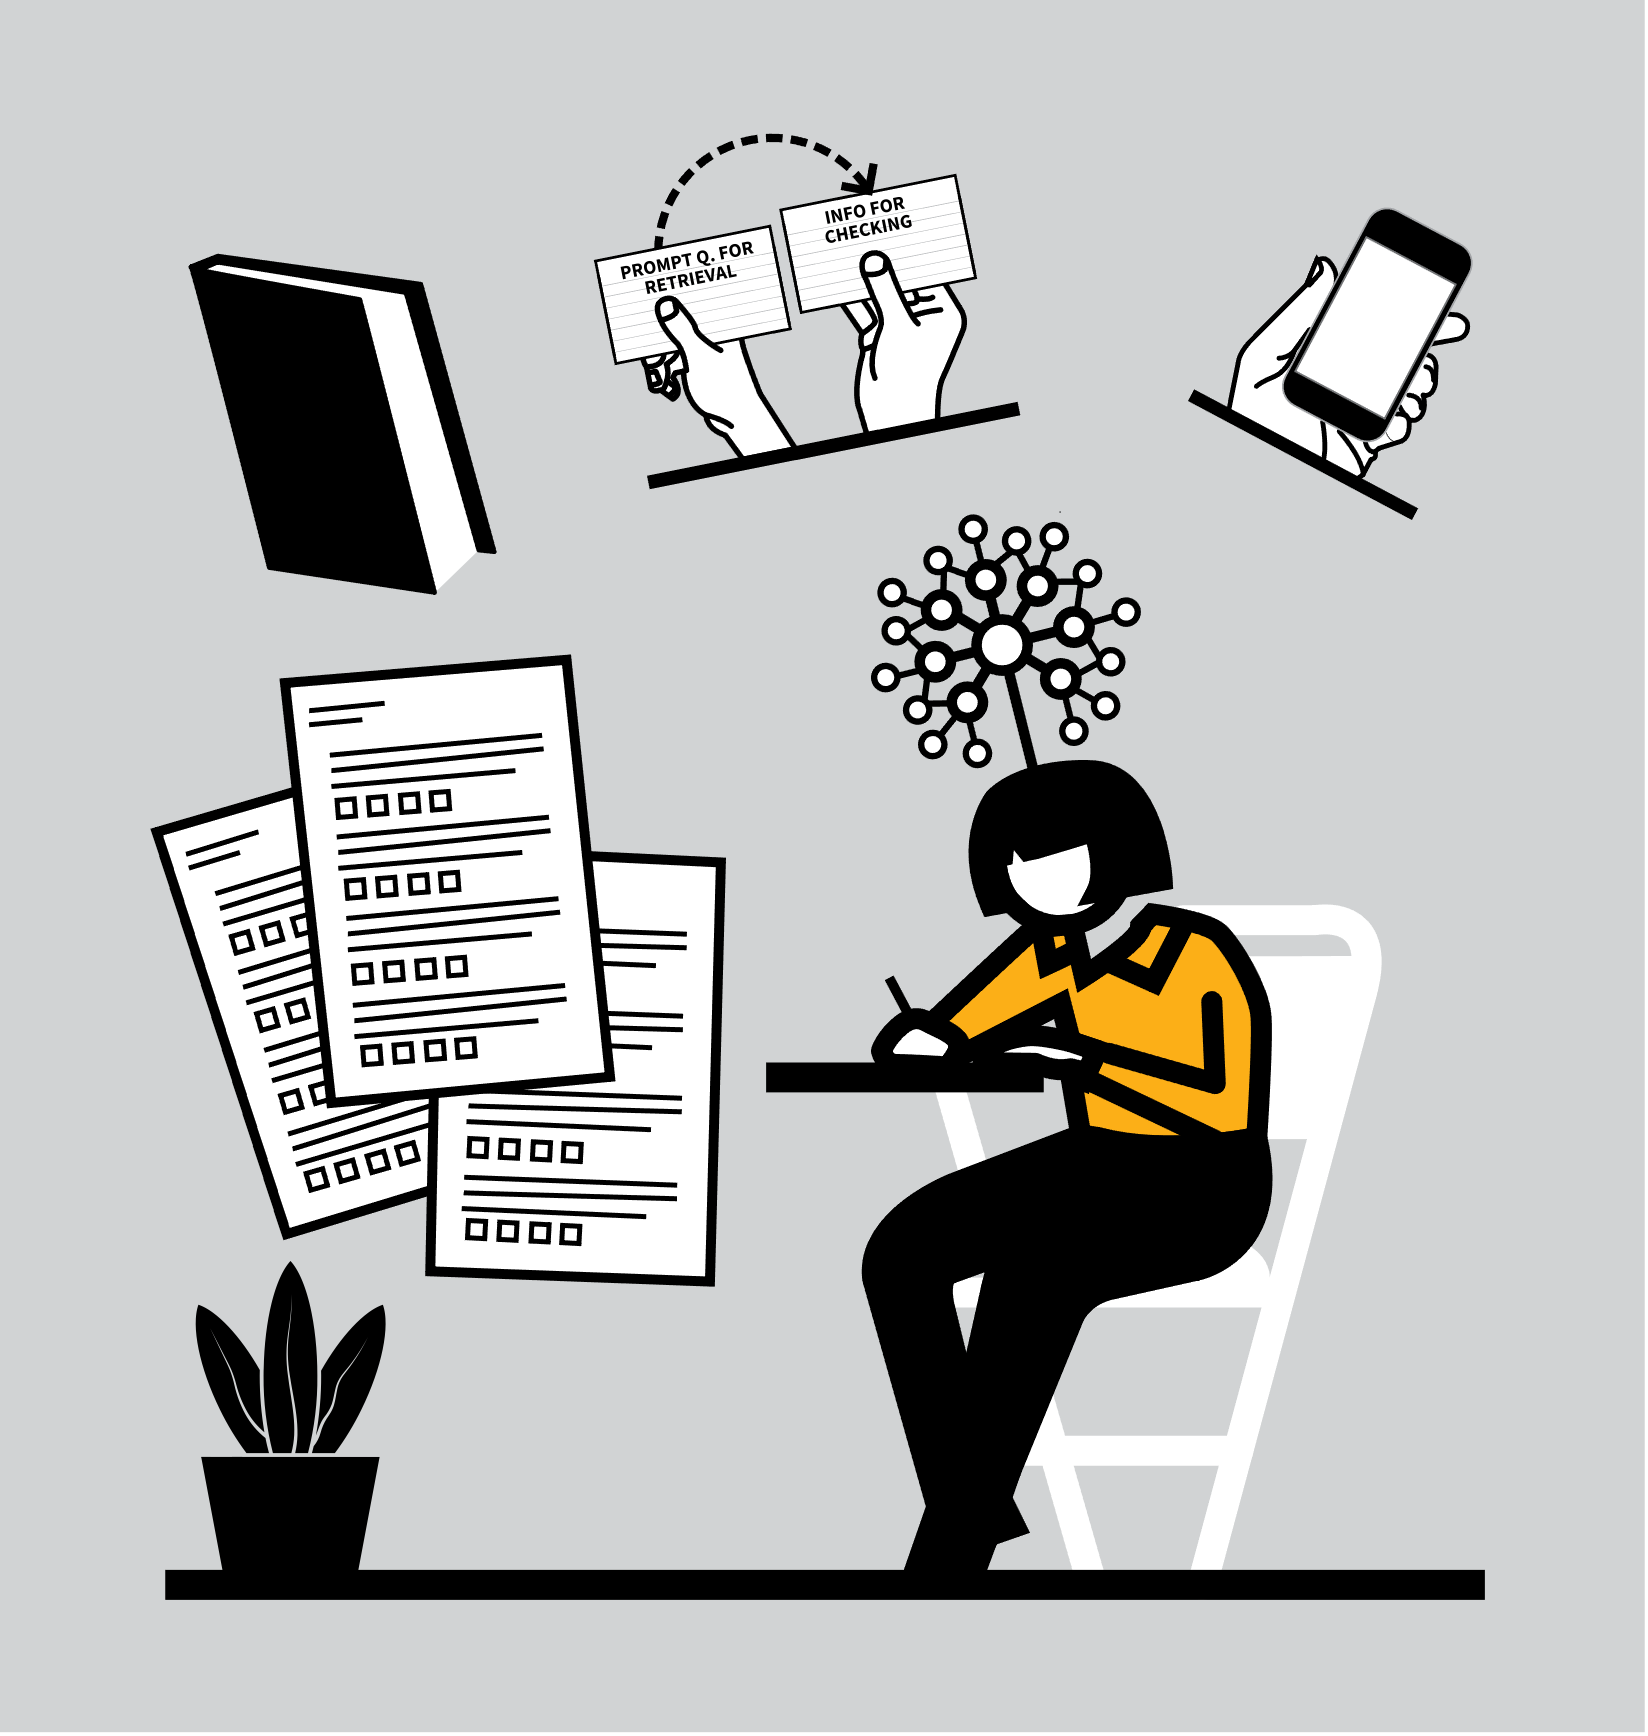 PROMPT Q. FOR
RETRIEVAL
INFO FOR
CHECKING